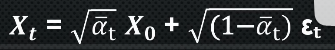 Xₜ = √ᾱₜ X₀ + √(1−ᾱₜ) εₜ